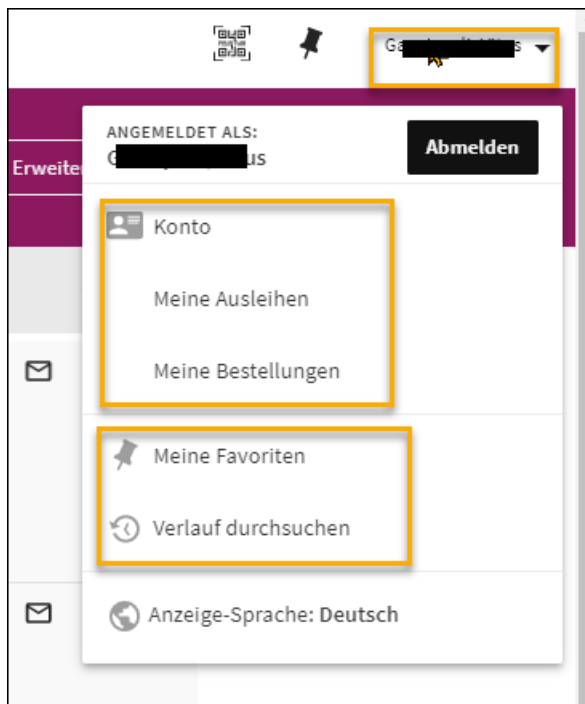 Erweite
ANGEMELDET ALS:
Abmelden
Konto
Meine Ausleihen
Meine Bestellungen
Meine Favoriten
Verlauf durchsuchen
Anzeige-Sprache: Deutsch